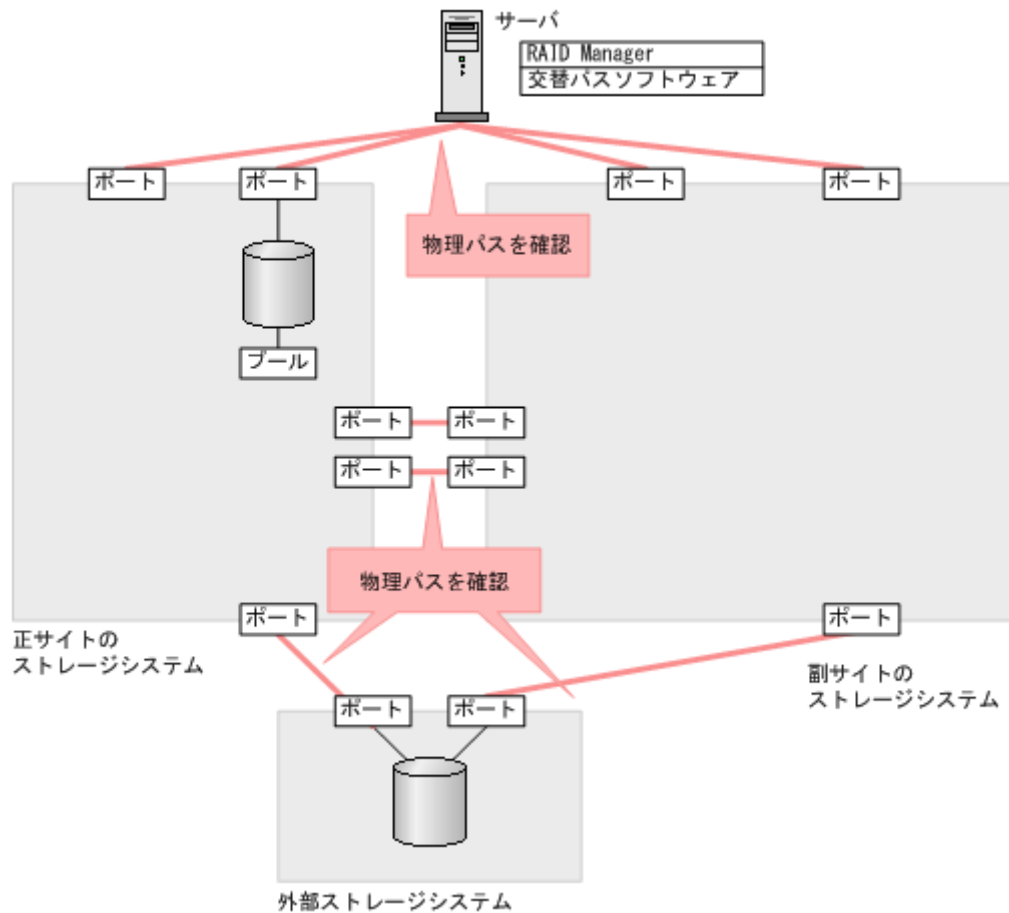 サーバ
RAID Manager
交替パスソフトウェア
ポート
ポート
ポート
ポート
物理パスを確認
プール
ポート
ポート
ポート
ポート
物理パスを確認
ポート
ポート
正サイトの
ストレージシステム
副サイトの
ストレージシステム
ポート
ポート
外部ストレージシステム